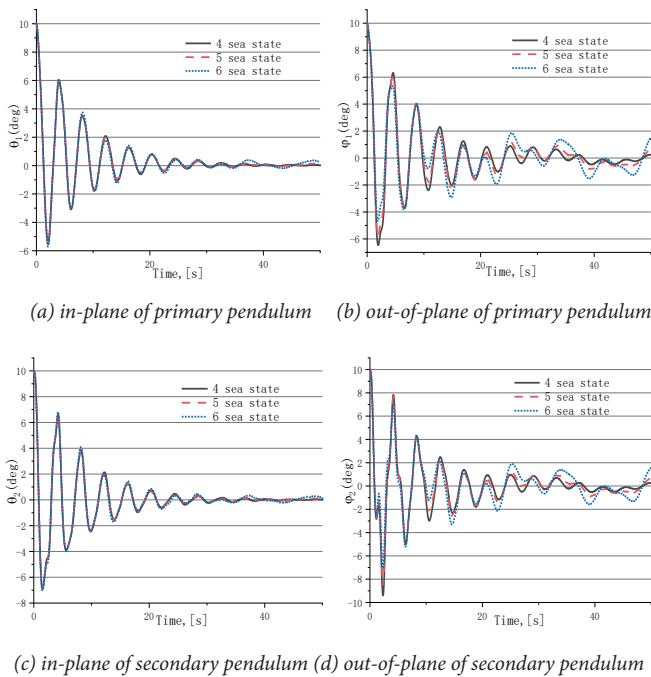 10
8
6
4
2
0
-2
-4
-6
0
20
40
θ1(deg)
Time,[s]
4 sea state
5 sea state
6 sea state
(a) in-plane of primary pendulum
10
8
6
4
2
0
-2
-4
-6
0
20
40
φ1(deg)
Time,[s]
4 sea state
5 sea state
6 sea state
(b) out-of-plane of primary pendulum
10
8
6
4
2
0
-2
-4
-6
-8
0
20
40
θ2(deg)
Time,[s]
4 sea state
5 sea state
6 sea state
(c) in-plane of secondary pendulum
10
8
6
4
2
0
-2
-4
-6
-8
-10
0
20
40
φ2(deg)
Time,[s]
4 sea state
5 sea state
6 sea state
(d) out-of-plane of secondary pendulum